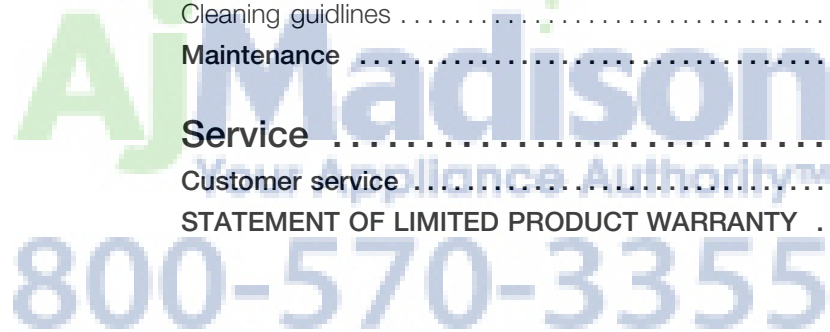 Cleaning guidlines . . . . . . . . . . . . . . . . . . . . . . . . . . . . . . . . . . . .
Maintenance . . . . . . . . . . . . . . . . . . . . . . . . . . . . . . . . . . .
AjMadison
Service . . . . . . . . . . . . . . . . . . . . . . . . . . .
Your Appliance Authority™
Customer service . . . . . . . . . . . . . . . . . . . . . . . . . . . . . . .
STATEMENT OF LIMITED PRODUCT WARRANTY .
800-570-3355